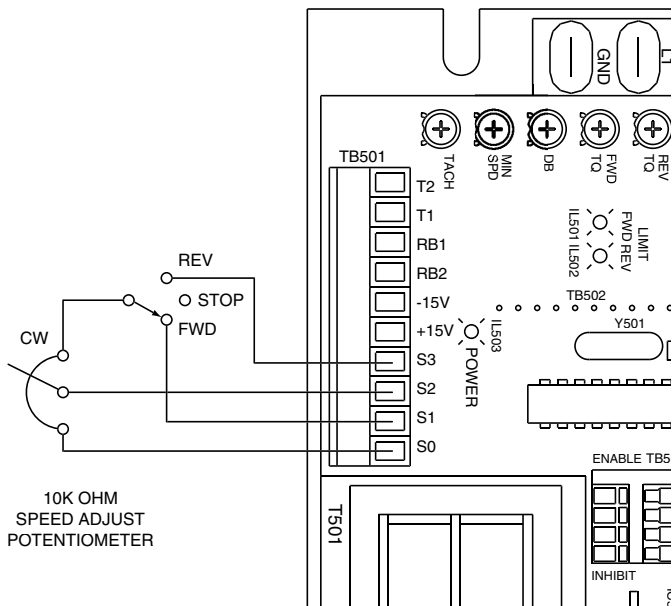 GND
L1
TACH
MIN
SPD
DB
FWD
TQ
REV
TQ
TB501
T2
T1
RB1
RB2
-15V
+15V
S3
S2
S1
S0
LIMIT
FWD REV
IL501 IL502
TB502
Y501
IL503
POWER
REV
STOP
FWD
CW
10K OHM
SPEED ADJUST
POTENTIOMETER
T501
ENABLE TB5
INHIBIT